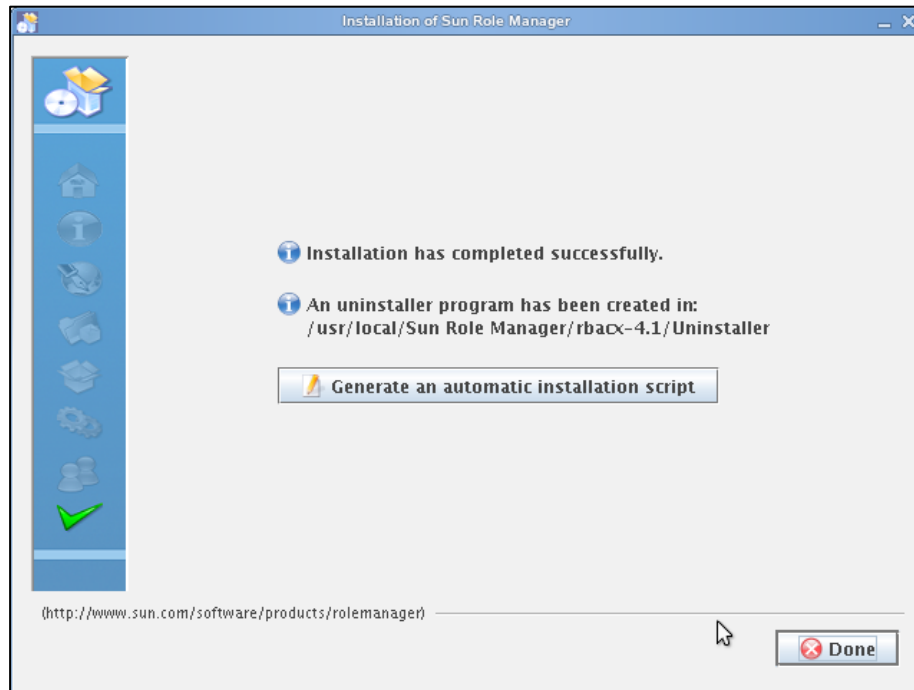 Installation of Sun Role Manager
Installation has completed successfully.
An uninstaller program has been created in:
/usr/local/Sun Role Manager/rbacx-4.1/Uninstaller
Generate an automatic installation script
(http://www.sun.com/software/products/rolemanager)
Done